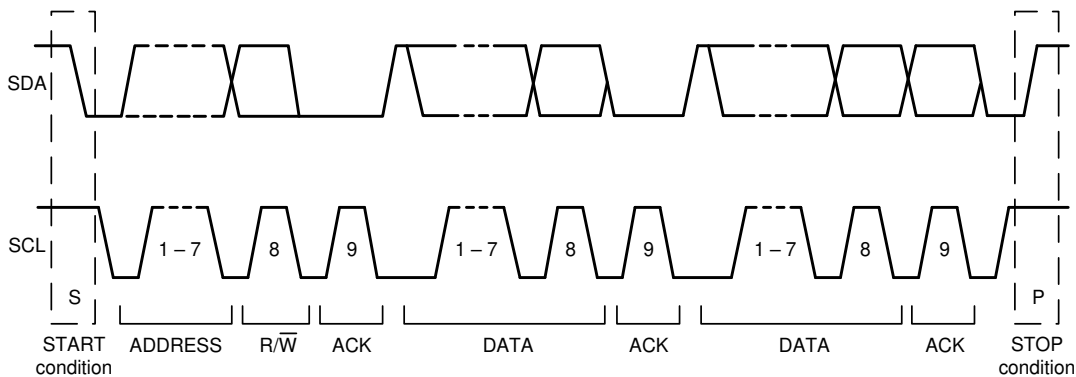 SDA
SCL
1 – 7 8 9 1 – 7 8 9 1 – 7 8 9
S P
START condition
ADDRESS
R/W̅
ACK
DATA
ACK
DATA
ACK
STOP condition